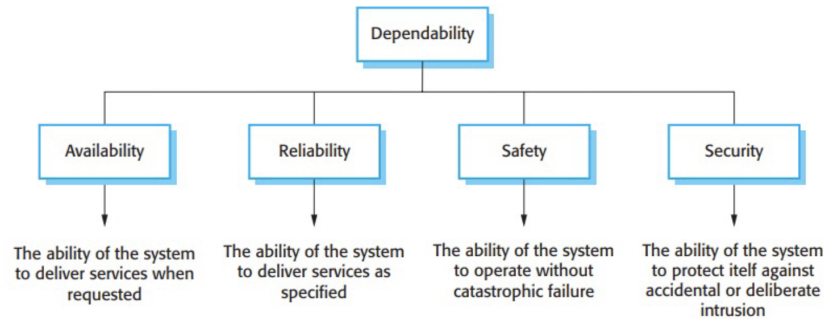 Dependability
Availability
Reliability
Safety
Security
The ability of the system
to deliver services when
requested
The ability of the system
to deliver services as
specified
The ability of the system
to operate without
catastrophic failure
The ability of the system
to protect itelf against
accidental or deliberate
intrusion